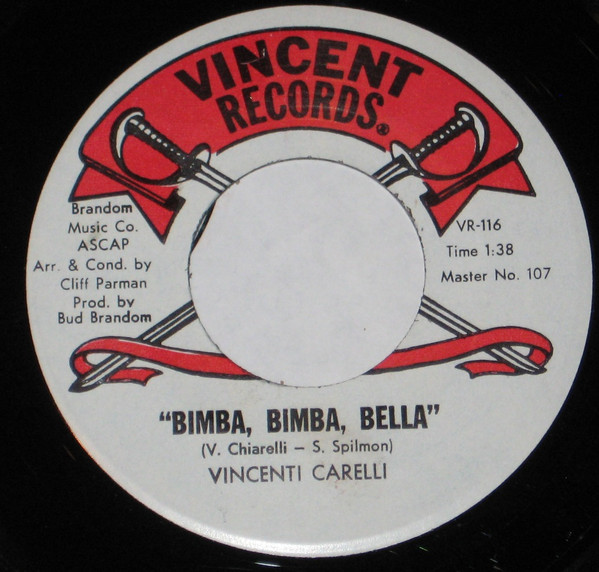 VINCENT
RECORDS®
Brandom
Music Co.
ASCAP
Arr. & Cond. by
Cliff Parman
Prod. by
Bud Brandom
VR-116
Time 1:38
Master No. 107
"BIMBA, BIMBA, BELLA"
(V. Chiarelli – S. Spilmon)
VINCENTI CARELLI